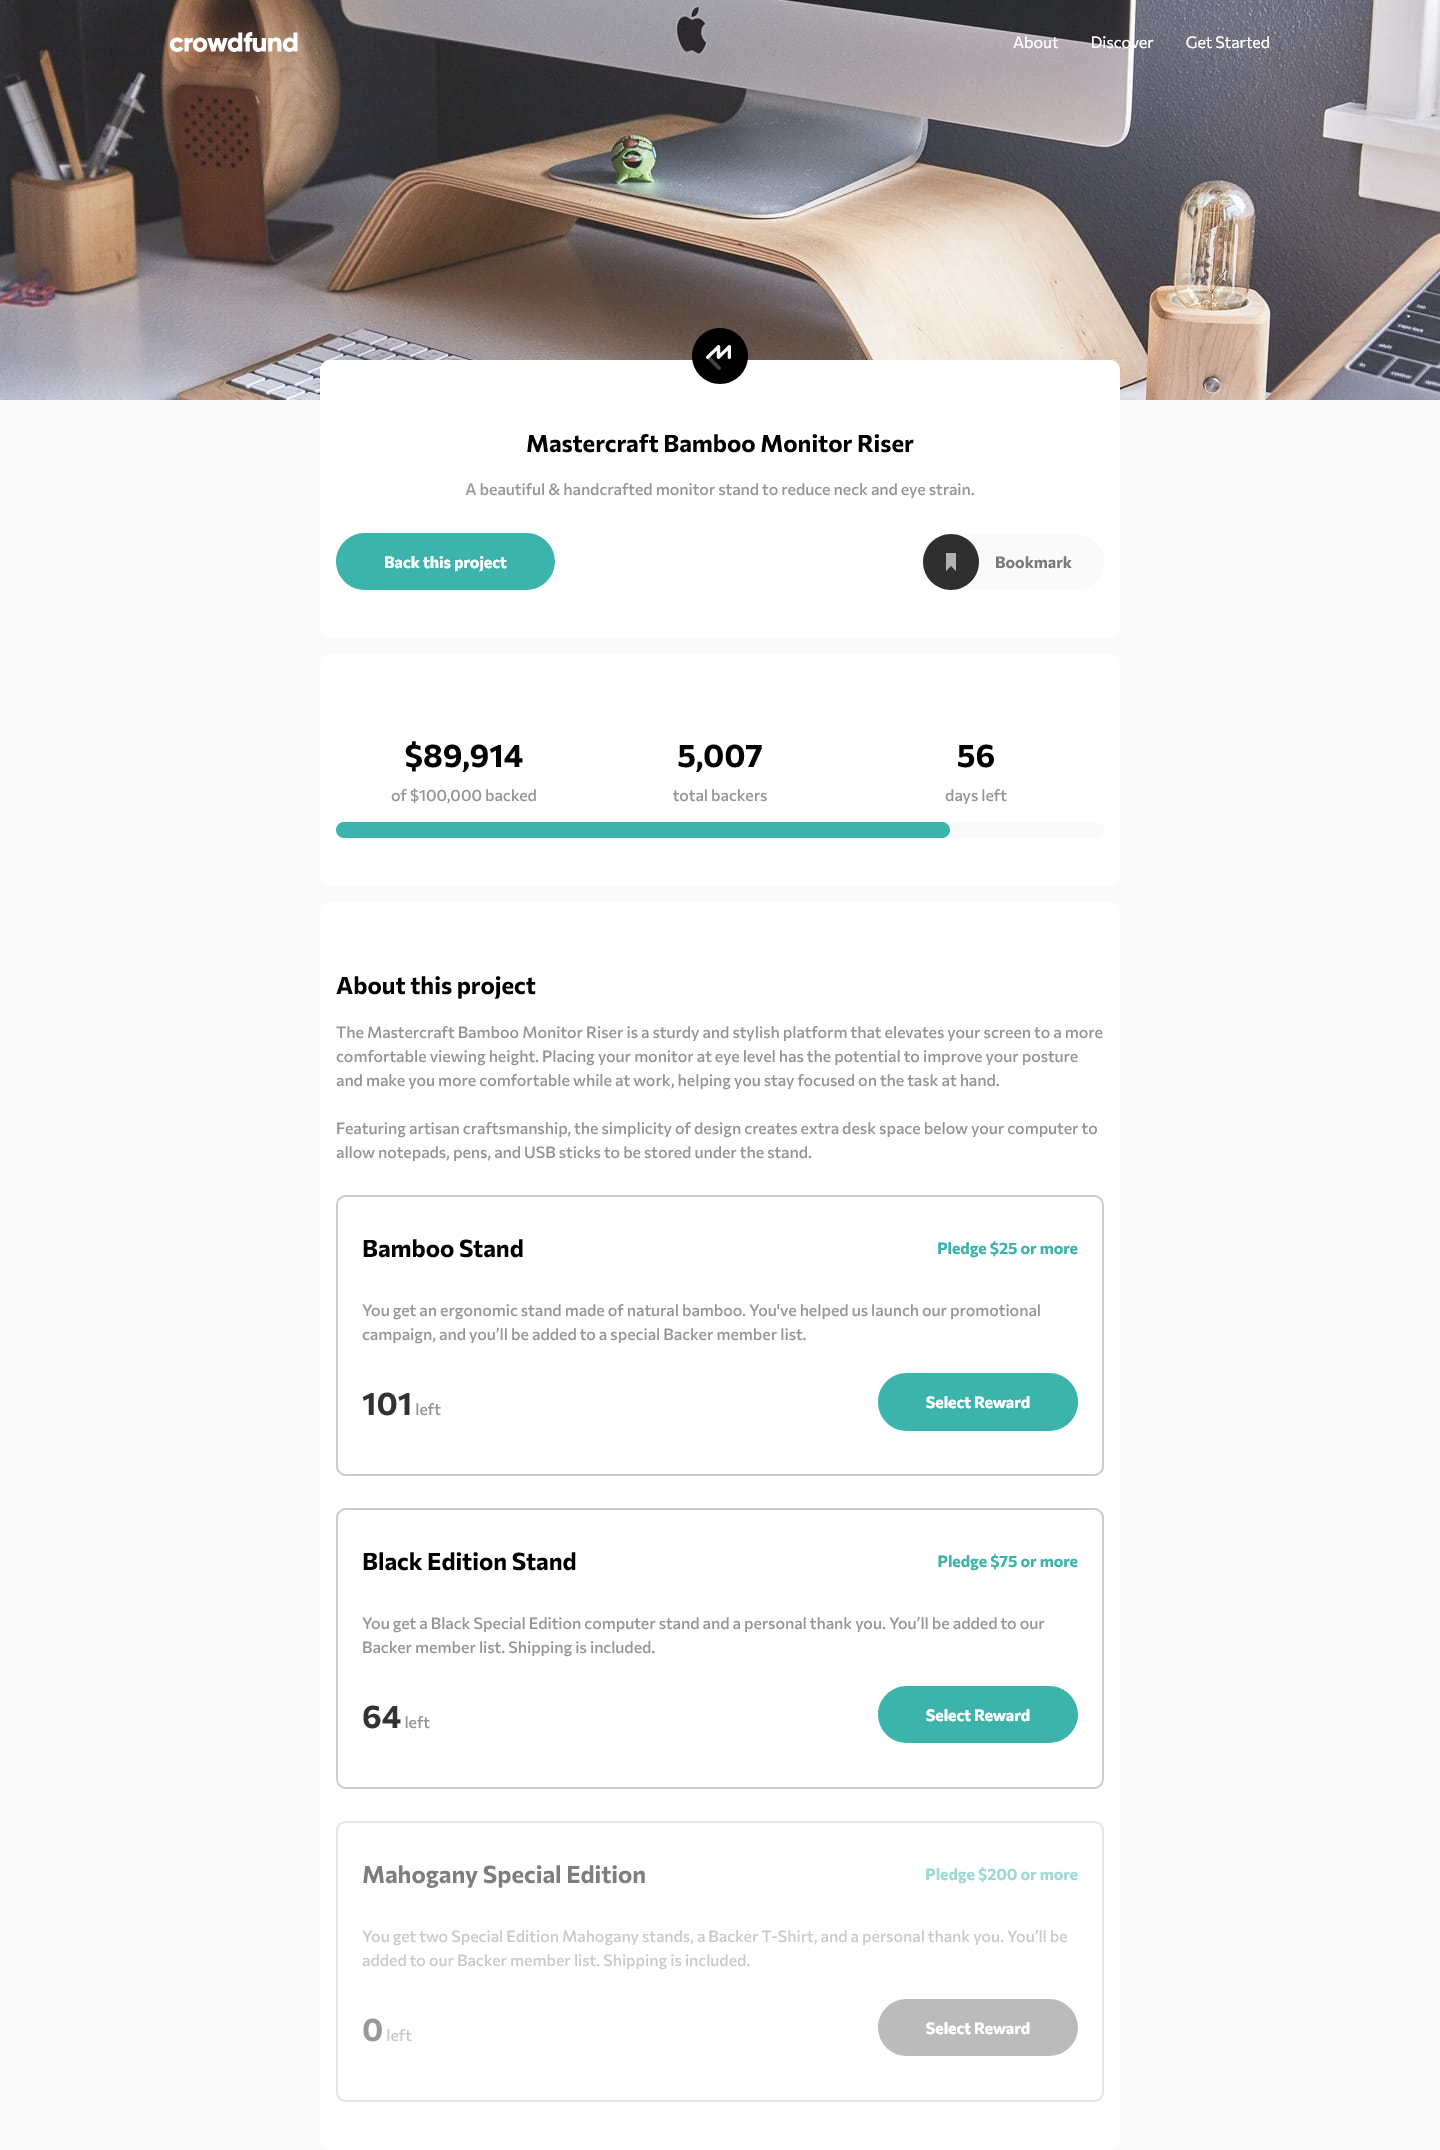 crowdfund
About Discover Get Started
Mastercraft Bamboo Monitor Riser
A beautiful & handcrafted monitor stand to reduce neck and eye strain.
Back this project
Bookmark
$89,914
of $100,000 backed
5,007
total backers
56
days left
About this project
The Mastercraft Bamboo Monitor Riser is a sturdy and stylish platform that elevates your screen to a more
comfortable viewing height. Placing your monitor at eye level has the potential to improve your posture
and make you more comfortable while at work, helping you stay focused on the task at hand.
Featuring artisan craftsmanship, the simplicity of design creates extra desk space below your computer to
allow notepads, pens, and USB sticks to be stored under the stand.
Bamboo Stand
Pledge $25 or more
You get an ergonomic stand made of natural bamboo. You've helped us launch our promotional
campaign, and you’ll be added to a special Backer member list.
101 left
Select Reward
Black Edition Stand
Pledge $75 or more
You get a Black Special Edition computer stand and a personal thank you. You’ll be added to our
Backer member list. Shipping is included.
64 left
Select Reward
Mahogany Special Edition
Pledge $200 or more
You get two Special Edition Mahogany stands, a Backer T-Shirt, and a personal thank you. You’ll be
added to our Backer member list. Shipping is included.
0 left
Select Reward